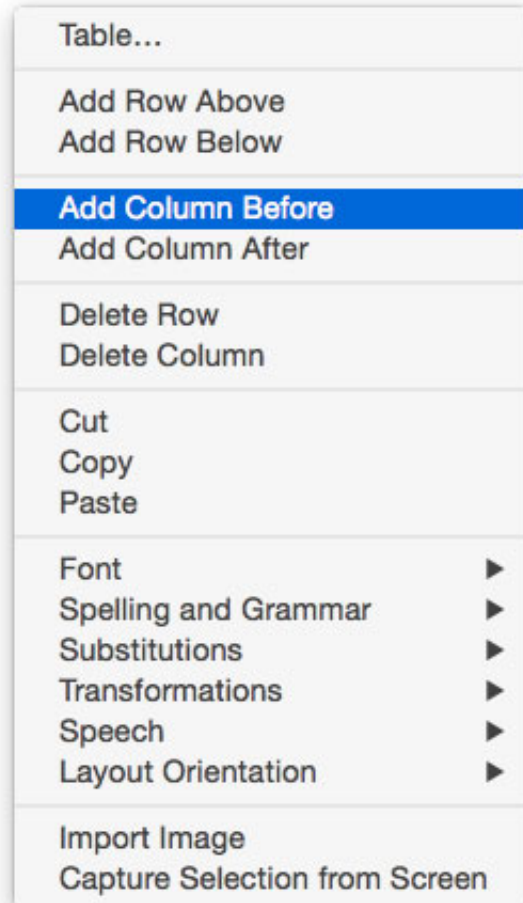 Table...
Add Row Above
Add Row Below
Add Column Before
Add Column After
Delete Row
Delete Column
Cut
Copy
Paste
Font
Spelling and Grammar
Substitutions
Transformations
Speech
Layout Orientation
Import Image
Capture Selection from Screen